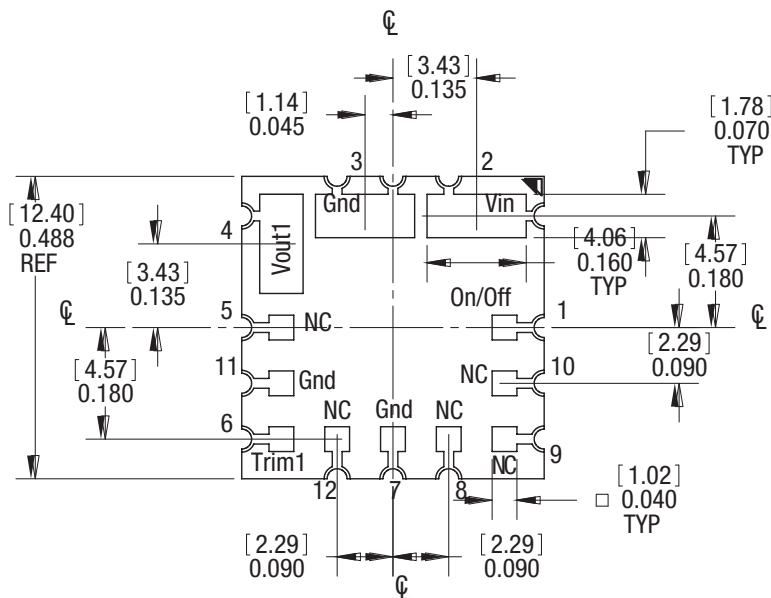 ℄
[3.43]
0.135
[1.14]
0.045
[1.78]
0.070
TYP
3
2
[12.40]
0.488
REF
4
Vout1
Gnd
Vin
[3.43]
0.135
[4.06]
0.160
TYP
[4.57]
0.180
On/Off
℄
5
NC
1
℄
[4.57]
0.180
[2.29]
0.090
11
Gnd
NC
10
6
Trim1
NC
Gnd
NC
NC
9
12
7
8
[1.02]
□ 0.040
TYP
[2.29]
0.090
[2.29]
0.090
℄